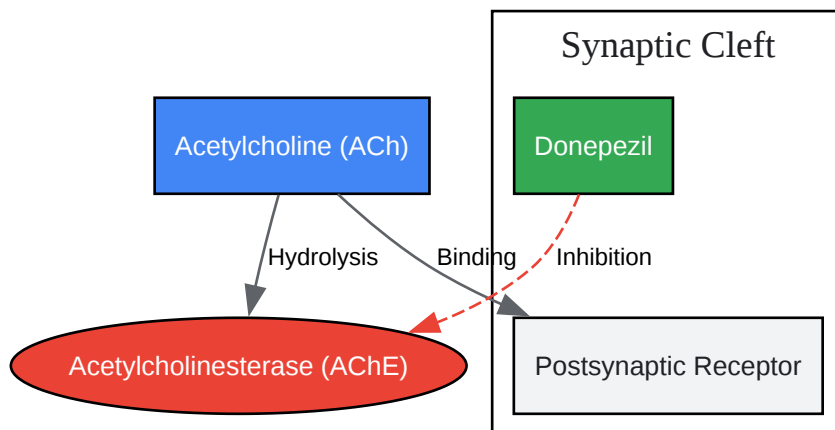 Synaptic Cleft
Acetylcholine (ACh)
Donepezil
Hydrolysis
Binding
Inhibition
Acetylcholinesterase (AChE)
Postsynaptic Receptor